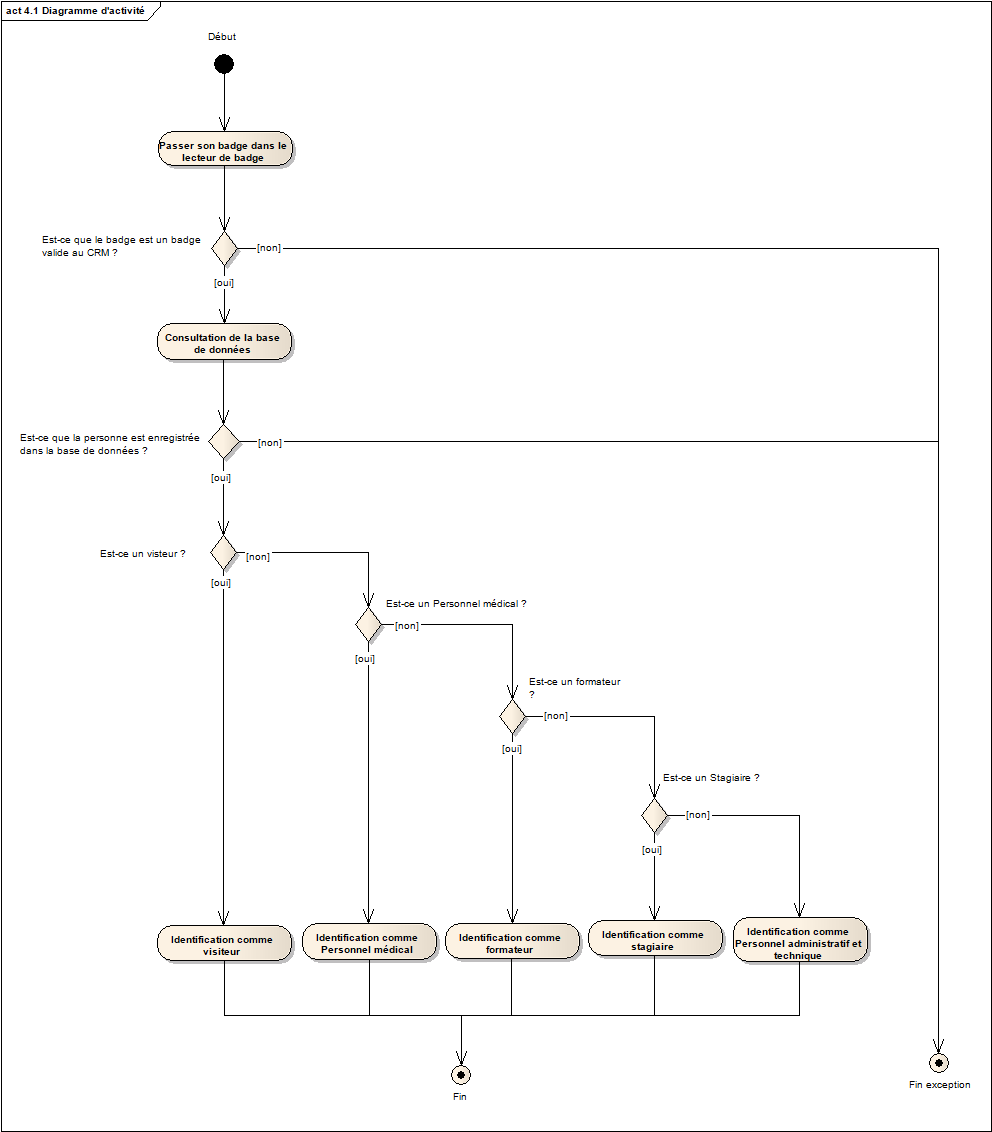 act 4.1 Diagramme d'activité
Début
Passer son badge dans le
lecteur de badge
Est-ce que le badge est un badge
valide au CRM ?
[non]
[oui]
Consultation de la base
de données
Est-ce que la personne est enregistrée
dans la base de données ?
[non]
[oui]
Est-ce un visteur ?
[non]
[oui]
Est-ce un Personnel médical ?
[non]
[oui]
Est-ce un formateur
?
[non]
[oui]
Est-ce un Stagiaire ?
[non]
[oui]
Identification comme
visiteur
Identification comme
Personnel médical
Identification comme
formateur
Identification comme
stagiaire
Identification comme
Personnel administratif et
technique
Fin
Fin exception